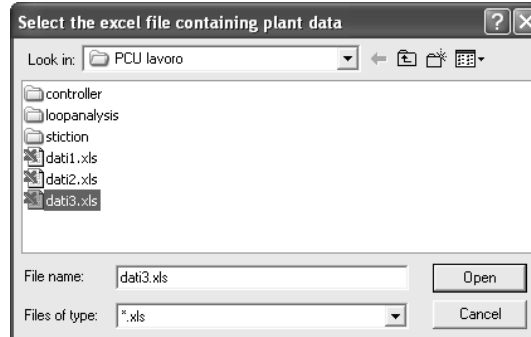 Select the excel file containing plant data
Look in: PCU lavoro
controller
loopanalysis
stiction
dati1.xls
dati2.xls
dati3.xls
File name: dati3.xls Open
Files of type: *.xls Cancel